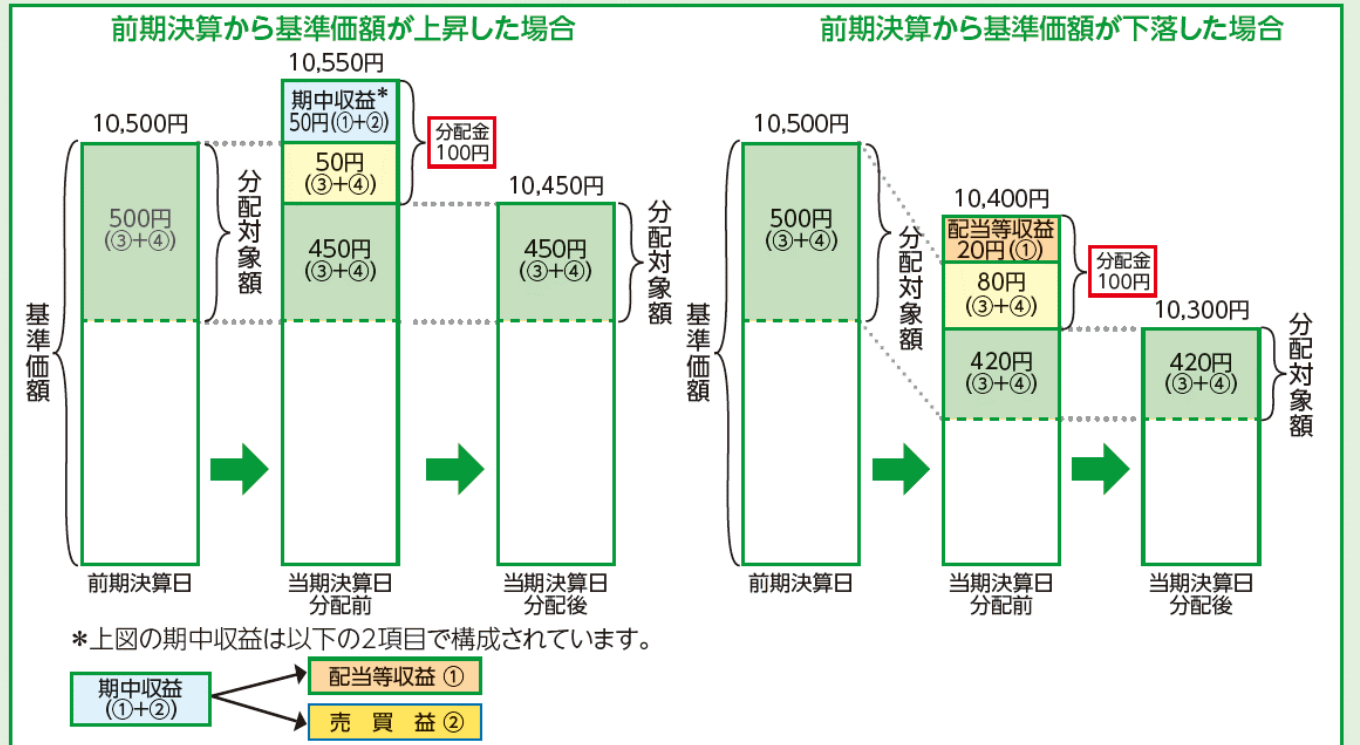 前期決算から基準価額が上昇した場合
10,500円
500円
(③+④)
分配対象額
基準価額
前期決算日
10,550円
期中収益*
50円(①+②)
50円
(③+④)
450円
(③+④)
分配金
100円
当期決算日
分配前
10,450円
450円
(③+④)
分配対象額
当期決算日
分配後
*上図の期中収益は以下の2項目で構成されています。
期中収益
(①+②)
配当等収益 ①
売 買 益 ②
前期決算から基準価額が下落した場合
10,500円
500円
(③+④)
分配対象額
基準価額
前期決算日
10,400円
配当等収益
20円(①)
80円
(③+④)
420円
(③+④)
分配金
100円
当期決算日
分配前
10,300円
420円
(③+④)
分配対象額
当期決算日
分配後